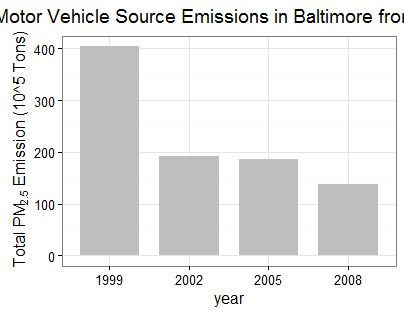 Motor Vehicle Source Emissions in Baltimore from
Total PM2.5 Emission (10^5 Tons)
400
300
200
100
0
1999 2002 2005 2008
year